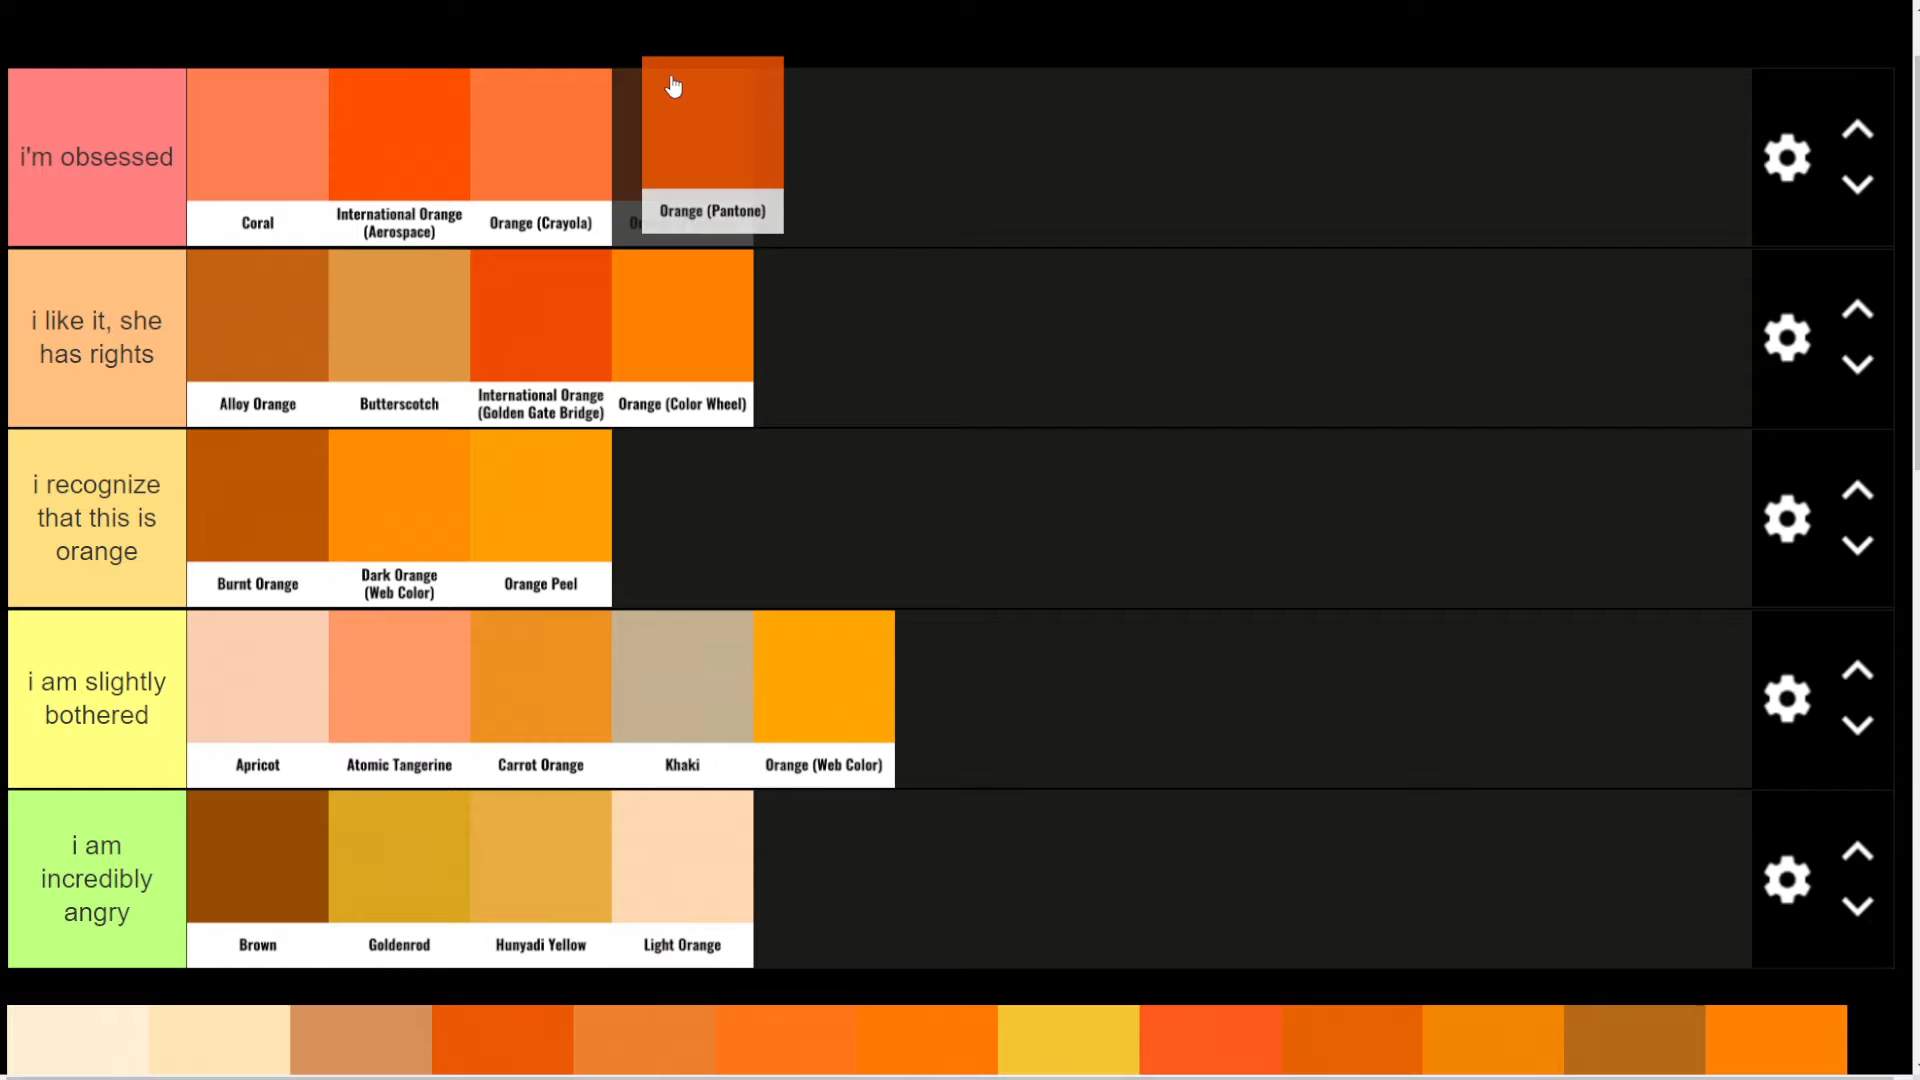 i'm obsessed
Coral
International Orange
(Aerospace)
Orange (Crayola)
Orange (Pantone)
i like it, she
has rights
Alloy Orange
Butterscotch
International Orange
(Golden Gate Bridge)
Orange (Color Wheel)
i recognize
that this is
orange
Burnt Orange
Dark Orange
(Web Color)
Orange Peel
i am slightly
bothered
Apricot
Atomic Tangerine
Carrot Orange
Khaki
Orange (Web Color)
i am
incredibly
angry
Brown
Goldenrod
Hunyadi Yellow
Light Orange